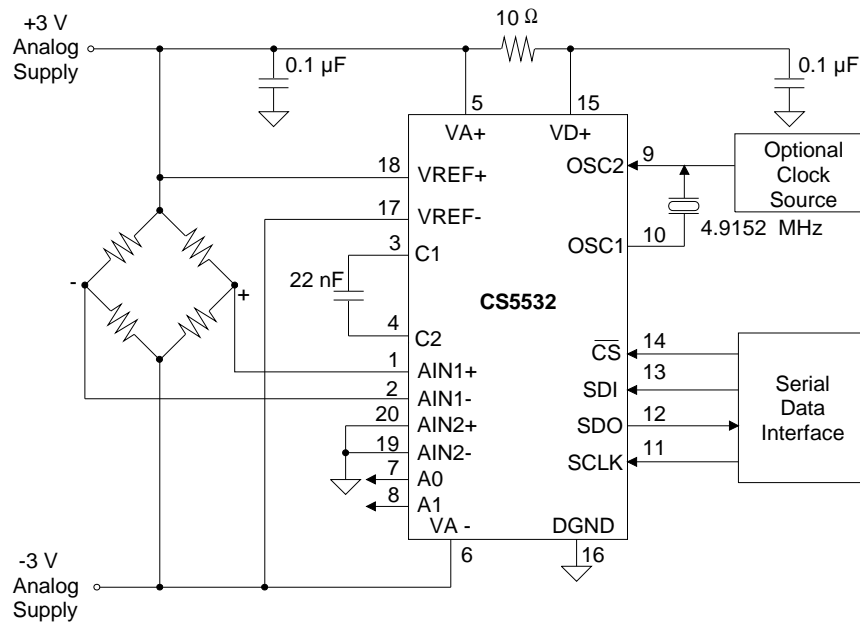 +3 V
Analog
Supply
10 Ω
0.1 µF
0.1 µF
5
15
VA+
VD+
18
VREF+
17
VREF-
3
C1
22 nF
4
C2
CS5532
OSC2
9
Optional
Clock
Source
4.9152 MHz
OSC1
10
-
+
1
AIN1+
2
AIN1-
20
AIN2+
19
AIN2-
7
A0
8
A1
CS
14
SDI
13
SDO
12
SCLK
11
Serial
Data
Interface
VA -
DGND
6
16
-3 V
Analog
Supply